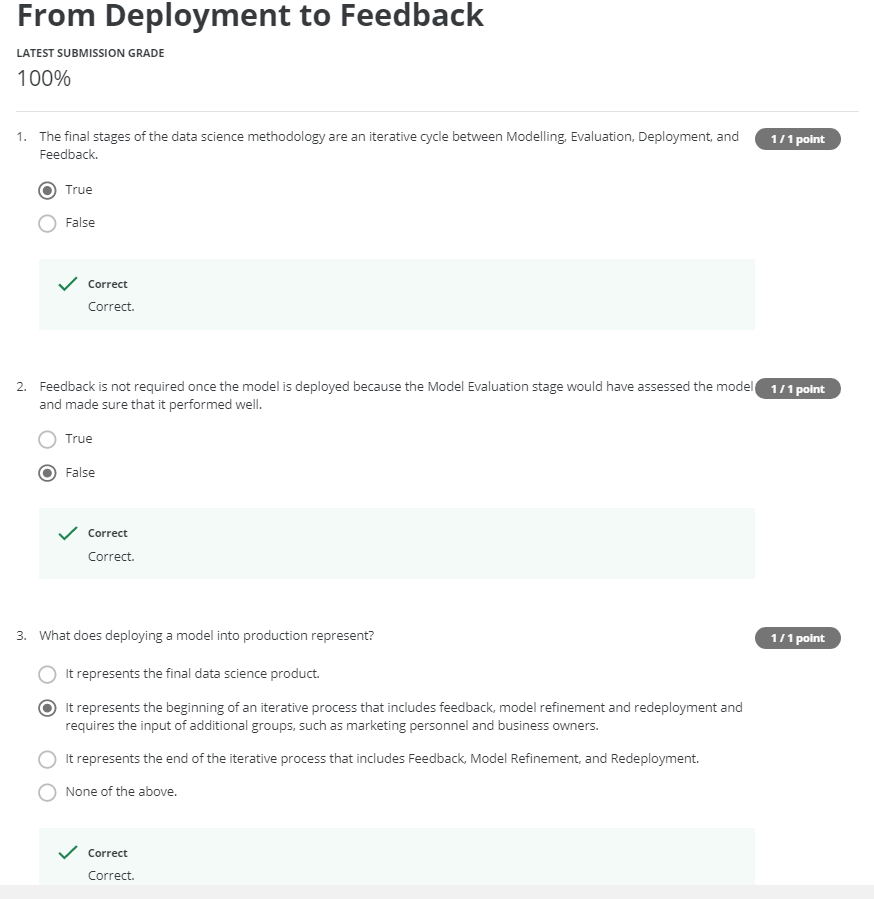 From Deployment to Feedback
LATEST SUBMISSION GRADE
100%
1. The final stages of the data science methodology are an iterative cycle between Modelling, Evaluation, Deployment, and
Feedback.
1 / 1 point
True
False
Correct
Correct.
2. Feedback is not required once the model is deployed because the Model Evaluation stage would have assessed the model
and made sure that it performed well.
1 / 1 point
True
False
Correct
Correct.
3. What does deploying a model into production represent?
1 / 1 point
It represents the final data science product.
It represents the beginning of an iterative process that includes feedback, model refinement and redeployment and
requires the input of additional groups, such as marketing personnel and business owners.
It represents the end of the iterative process that includes Feedback, Model Refinement, and Redeployment.
None of the above.
Correct
Correct.